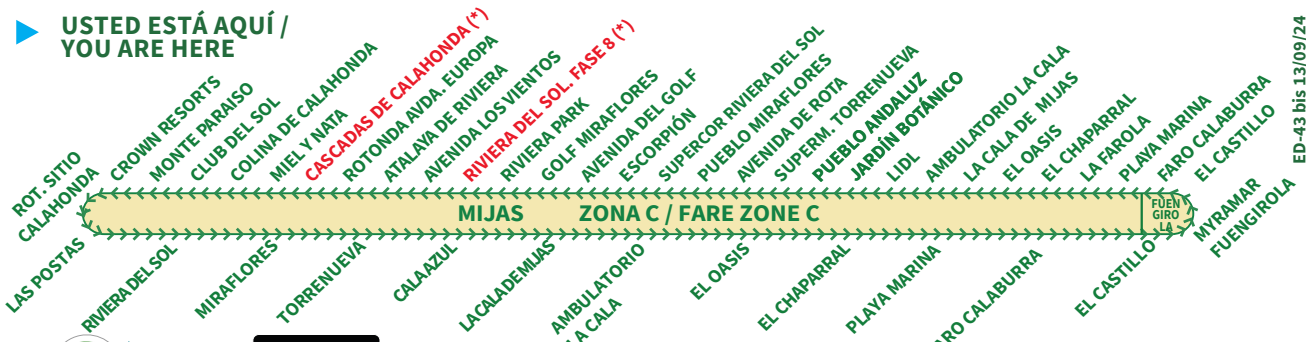 USTED ESTÁ AQUÍ /
YOU ARE HERE
ED-43 bis 13/09/24
ROT. SITIO
CALAHONDA
CROWN RESORTS
MONTE PARAISO
CLUB DEL SOL
COLINA DE CALAHONDA
MIEL Y NATA
CASCADAS DE CALAHONDA (*)
ROTONDA AVDA. EUROPA
ATALAYA DE RIVIERA
AVENIDA LOS VIENTOS
RIVIERA DEL SOL. FASE 8 (*)
RIVIERA PARK
GOLF MIRAFLORES
AVENIDA DEL GOLF
ESCORPIÓN
SUPERCOR RIVIERA DEL SOL
PUEBLO MIRAFLORES
AVENIDA DE ROTA
SUPERM. TORRENUEVA
PUEBLO ANDALUZ
JARDÍN BOTÁNICO
LIDL
AMBULATORIO LA CALA
LA CALA DE MIJAS
EL OASIS
EL CHAPARRAL
LA FAROLA
PLAYA MARINA
FARO CALABURRA
EL CASTILLO
MIJAS ZONA C / FARE ZONE C
FUEN
GIRO
LA
MYRAMAR
FUENGIROLA
LAS POSTAS
RIVIERA DEL SOL
MIRAFLORES
TORRENUEVA
CALA AZUL
LA CALA DE MIJAS
AMBULATORIO
LA CALA
EL OASIS
EL CHAPARRAL
PLAYA MARINA
FARO CALABURRA
EL CASTILLO